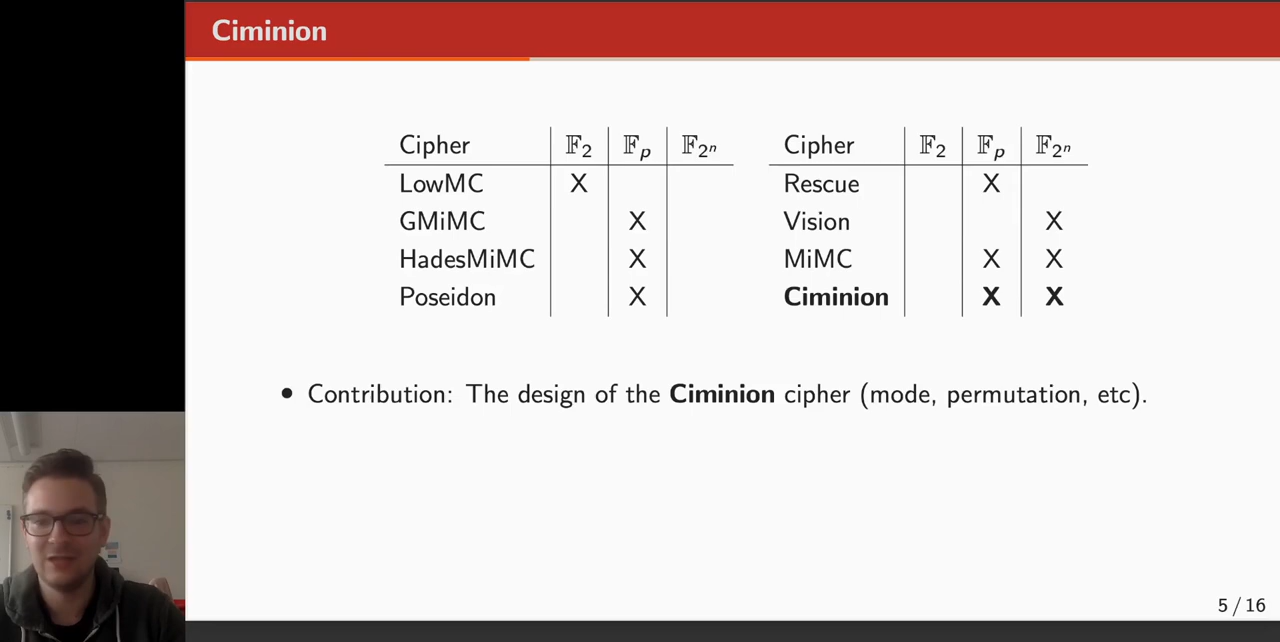 Ciminion
Cipher 𝔽₂ 𝔽ₚ 𝔽₂ⁿ
LowMC X
GMiMC X
HadesMiMC X
Poseidon X
Cipher 𝔽₂ 𝔽ₚ 𝔽₂ⁿ
Rescue X
Vision X
MiMC X X
Ciminion X X
• Contribution: The design of the Ciminion cipher (mode, permutation, etc).
5 / 16